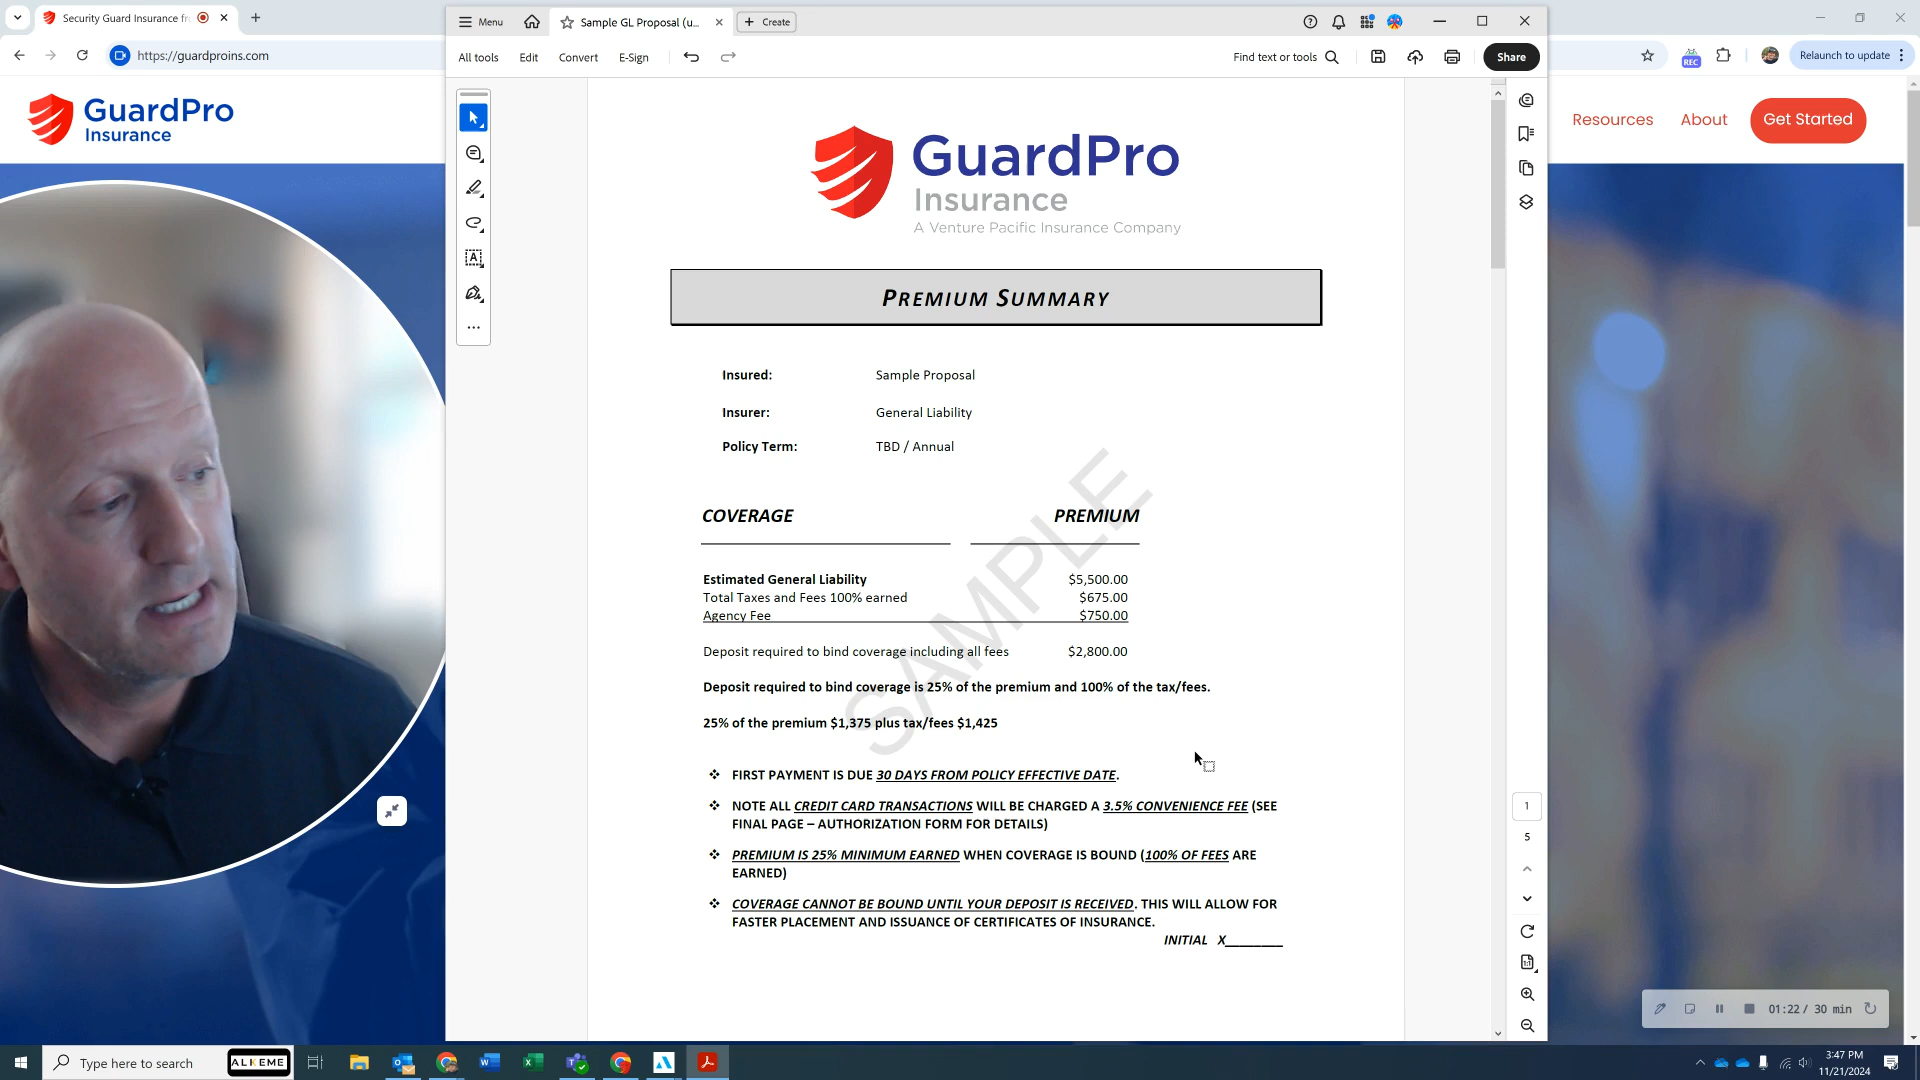 Security Guard Insurance fr
https://guardproins.com
Relaunch to update
REC
GuardPro
Insurance
Resources
About
Get Started
Menu
Sample GL Proposal (u...
Create
All tools
Edit
Convert
E-Sign
Find text or tools
Share
GuardPro
Insurance
A Venture Pacific Insurance Company
PREMIUM SUMMARY
Insured: Sample Proposal
Insurer: General Liability
Policy Term: TBD / Annual
SAMPLE
COVERAGE PREMIUM
Estimated General Liability $5,500.00
Total Taxes and Fees 100% earned $675.00
Agency Fee $750.00
Deposit required to bind coverage including all fees $2,800.00
Deposit required to bind coverage is 25% of the premium and 100% of the tax/fees.
25% of the premium $1,375 plus tax/fees $1,425
❖ FIRST PAYMENT IS DUE 30 DAYS FROM POLICY EFFECTIVE DATE.
❖ NOTE ALL CREDIT CARD TRANSACTIONS WILL BE CHARGED A 3.5% CONVENIENCE FEE (SEE
FINAL PAGE – AUTHORIZATION FORM FOR DETAILS)
❖ PREMIUM IS 25% MINIMUM EARNED WHEN COVERAGE IS BOUND (100% OF FEES ARE
EARNED)
❖ COVERAGE CANNOT BE BOUND UNTIL YOUR DEPOSIT IS RECEIVED. THIS WILL ALLOW FOR
FASTER PLACEMENT AND ISSUANCE OF CERTIFICATES OF INSURANCE.
INITIAL X________
1
5
01:22 / 30 min
Type here to search
ALKEME
3:47 PM
11/21/2024